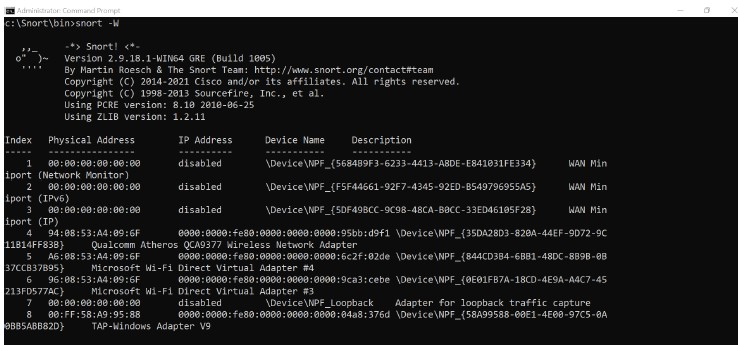 Administrator: Command Prompt
c:\Snort\bin>snort -W
,,_ -*> Snort! <*-
o" )~ Version 2.9.18.1-WIN64 GRE (Build 1005)
'''' By Martin Roesch & The Snort Team: http://www.snort.org/contact#team
Copyright (C) 2014-2021 Cisco and/or its affiliates. All rights reserved.
Copyright (C) 1998-2013 Sourcefire, Inc., et al.
Using PCRE version: 8.10 2010-06-25
Using ZLIB version: 1.2.11
Index Physical Address IP Address Device Name Description
----- ---------------- ---------- ----------- -----------
1 00:00:00:00:00:00 disabled \Device\NPF_{5684B9F3-6233-4413-A8DE-E841031FE334} WAN Min
iport (Network Monitor)
2 00:00:00:00:00:00 disabled \Device\NPF_{F5F44661-92F7-4345-92ED-B549796955A5} WAN Min
iport (IPv6)
3 00:00:00:00:00:00 disabled \Device\NPF_{5DF49BCC-9C98-48CA-B0CC-33ED46105F28} WAN Min
iport (IP)
4 94:08:53:A4:09:6F 0000:0000:fe80:0000:0000:0000:95bb:d9f1 \Device\NPF_{35DA28D3-820A-44EF-9D72-9C
11B14FF83B} Qualcomm Atheros QCA9377 Wireless Network Adapter
5 A6:08:53:A4:09:6F 0000:0000:fe80:0000:0000:0000:6c2f:02de \Device\NPF_{844CD3B4-6BB1-48DC-8B9B-0B
37CCB37B95} Microsoft Wi-Fi Direct Virtual Adapter #4
6 96:08:53:A4:09:6F 0000:0000:fe80:0000:0000:0000:9ca3:cebe \Device\NPF_{0E01FB7A-18CD-4E9A-A4C7-45
213FD577AC} Microsoft Wi-Fi Direct Virtual Adapter #3
7 00:00:00:00:00:00 disabled \Device\NPF_Loopback Adapter for loopback traffic capture
8 00:FF:58:A9:95:88 0000:0000:fe80:0000:0000:0000:04a8:376d \Device\NPF_{58A99588-00E1-4E00-97C5-0A
0BB5ABB82D} TAP-Windows Adapter V9